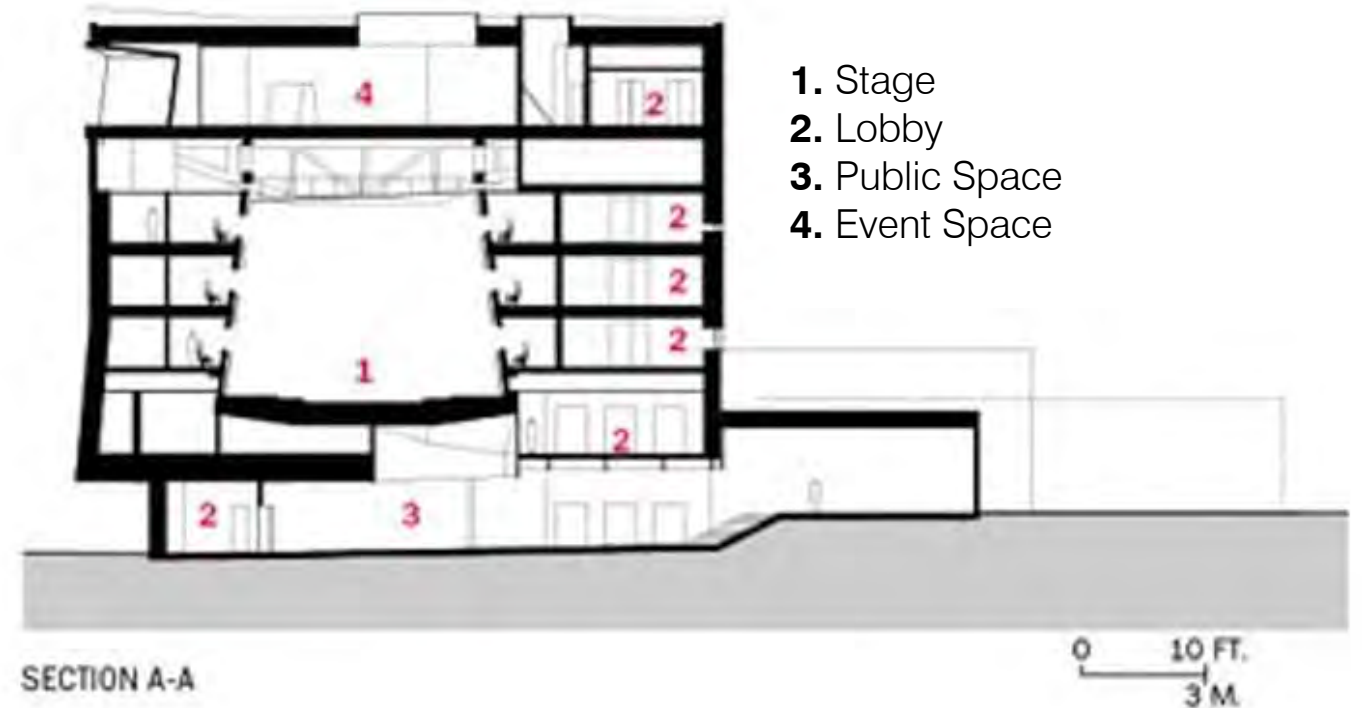 1. Stage
2. Lobby
3. Public Space
4. Event Space
4
2
2
2
2
1
2
2
3
0 10 FT.
3 M.
SECTION A-A